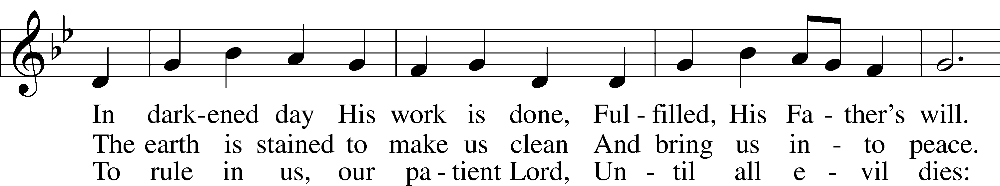 In dark-ened day His work is done, Ful - filled, His Fa - ther's will.
The earth is stained to make us clean And bring us in - to peace.
To rule in us, our pa - tient Lord, Un - til all e - vil dies: